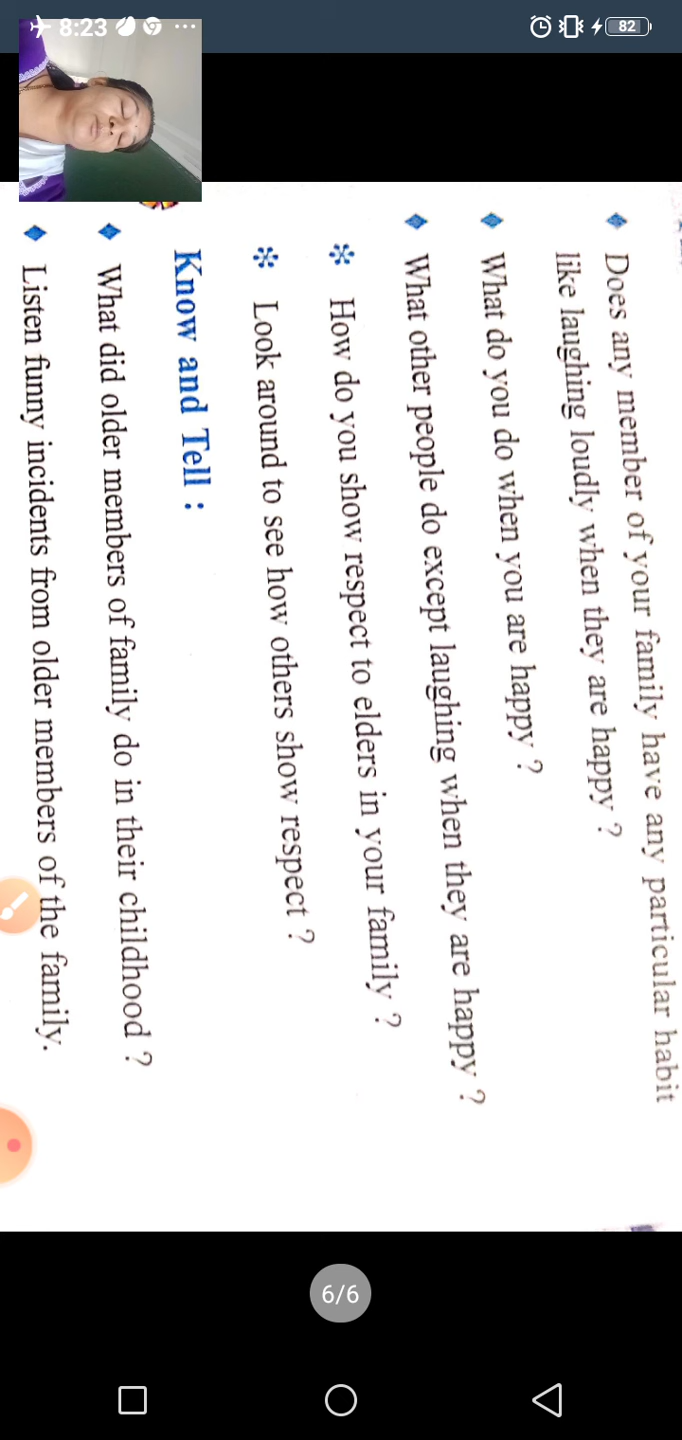 8:23
82
Does any member of your family have any particular habit
like laughing loudly when they are happy ?
What do you do when you are happy ?
What other people do except laughing when they are happy ?
How do you show respect to elders in your family ?
Look around to see how others show respect ?
Know and Tell :
What did older members of family do in their childhood ?
Listen funny incidents from older members of the family.
6/6